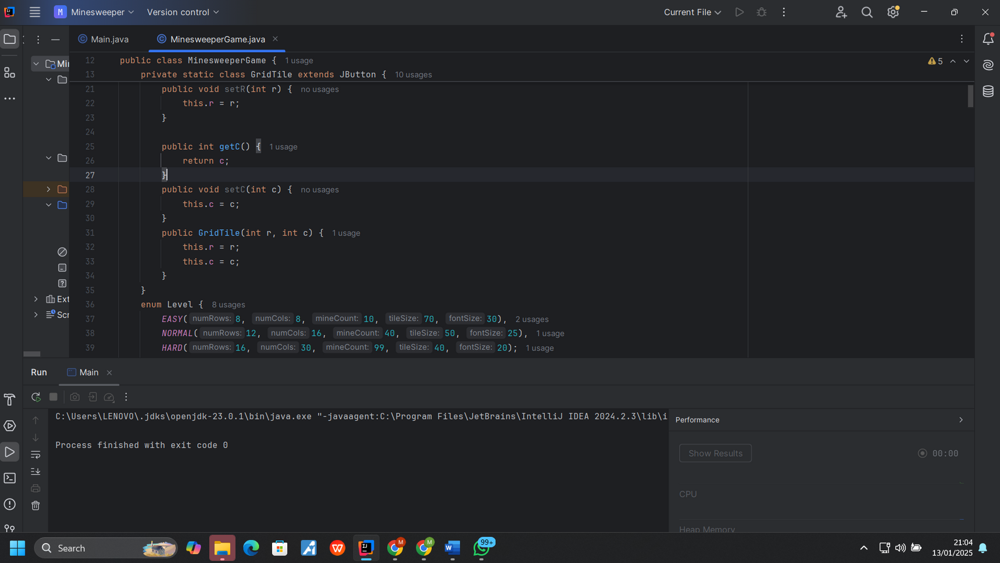 M Minesweeper Version control Current File
Main.java MinesweeperGame.java
12 public class MinesweeperGame { 1 usage 5
13 private static class GridTile extends JButton { 10 usages
21 public void setR(int r) { no usages
22 this.r = r;
23 }
24
25 public int getC() { 1 usage
26 return c;
27 }
28 public void setC(int c) { no usages
29 this.c = c;
30 }
31 public GridTile(int r, int c) { 1 usage
32 this.r = r;
33 this.c = c;
34 }
35 }
36 enum Level { 8 usages
37 EASY( numRows: 8, numCols: 8, mineCount: 10, tileSize: 70, fontSize: 30), 2 usages
38 NORMAL( numRows: 12, numCols: 16, mineCount: 40, tileSize: 50, fontSize: 25), 1 usage
39 HARD( numRows: 16, numCols: 30, mineCount: 99, tileSize: 40, fontSize: 20); 1 usage
Min
Ext
Scr
Run Main
C:\Users\LENOVO\.jdks\openjdk-23.0.1\bin\java.exe "-javaagent:C:\Program Files\JetBrains\IntelliJ IDEA 2024.2.3\lib\i
Process finished with exit code 0
Performance
Show Results 00:00
CPU
Heap Memory
Search
M M 99+
21:04
13/01/2025